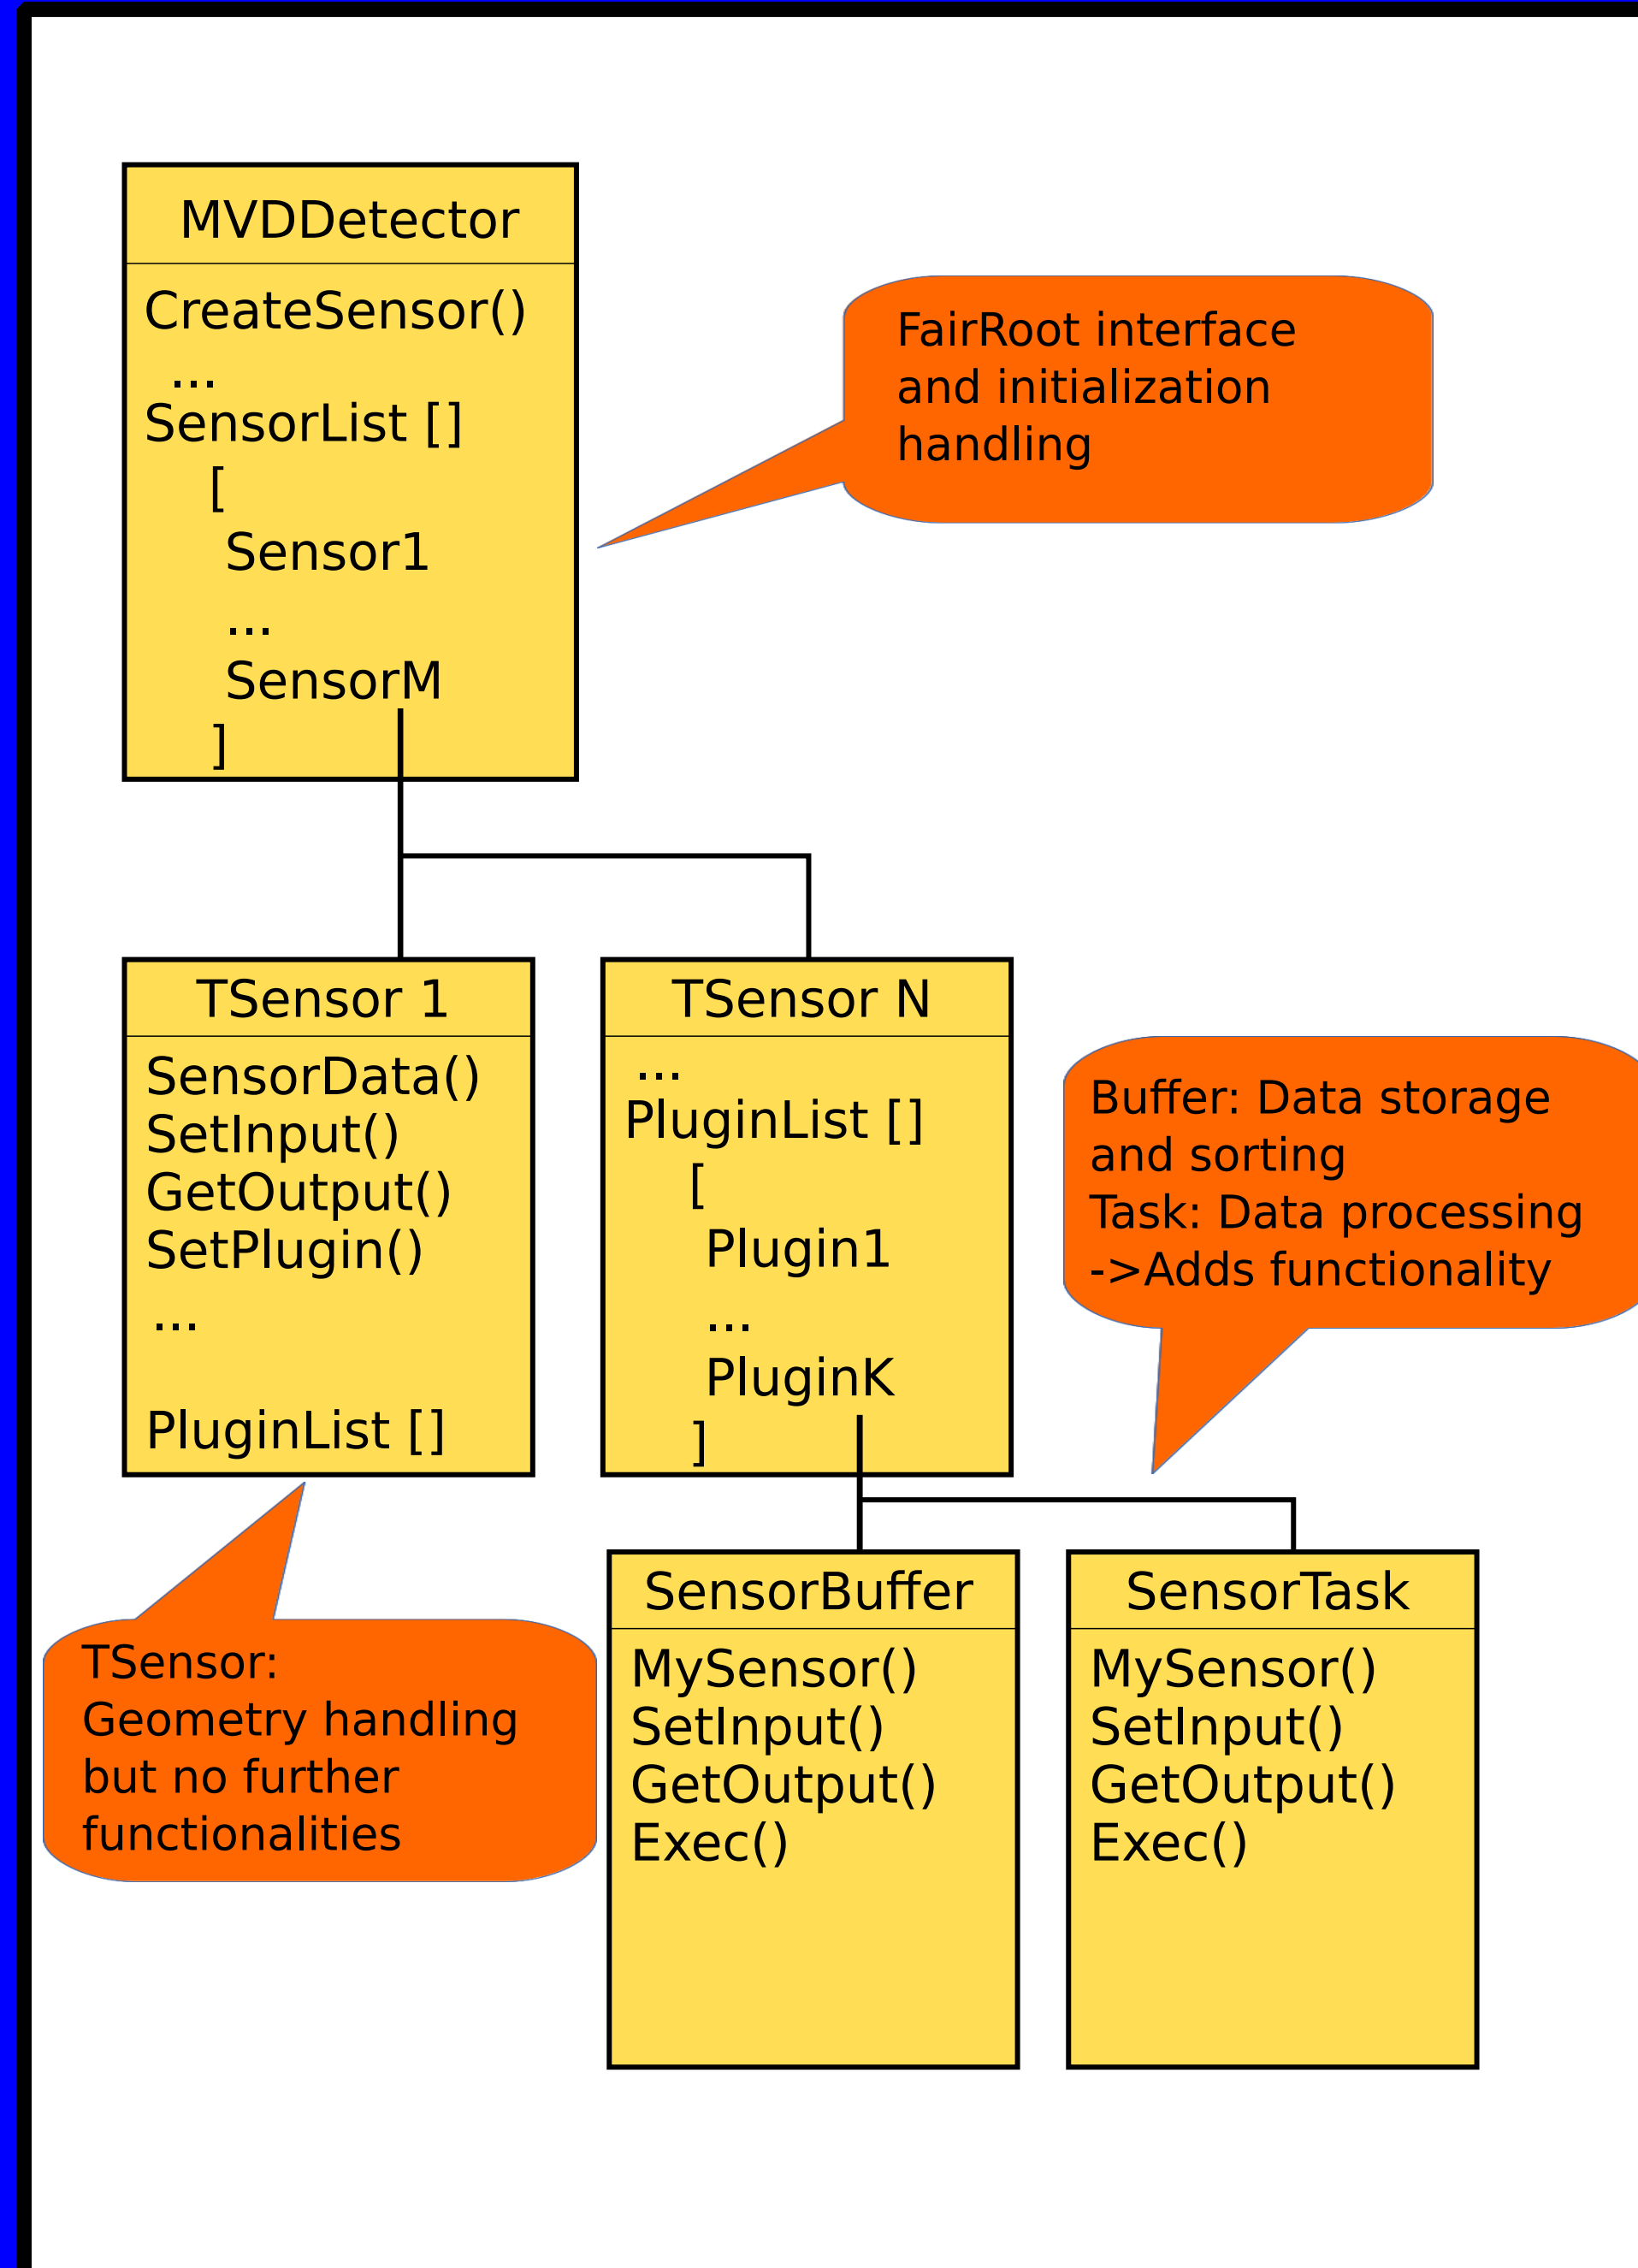 MVDDetector
CreateSensor()
...
SensorList []
[
Sensor1
...
SensorM
]
FairRoot interface
and initialization
handling
TSensor 1
SensorData()
SetInput()
GetOutput()
SetPlugin()
...
PluginList []
TSensor N
...
PluginList []
[
Plugin1
...
PluginK
]
Buffer: Data storage
and sorting
Task: Data processing
->Adds functionality
TSensor:
Geometry handling
but no further
functionalities
SensorBuffer
MySensor()
SetInput()
GetOutput()
Exec()
SensorTask
MySensor()
SetInput()
GetOutput()
Exec()